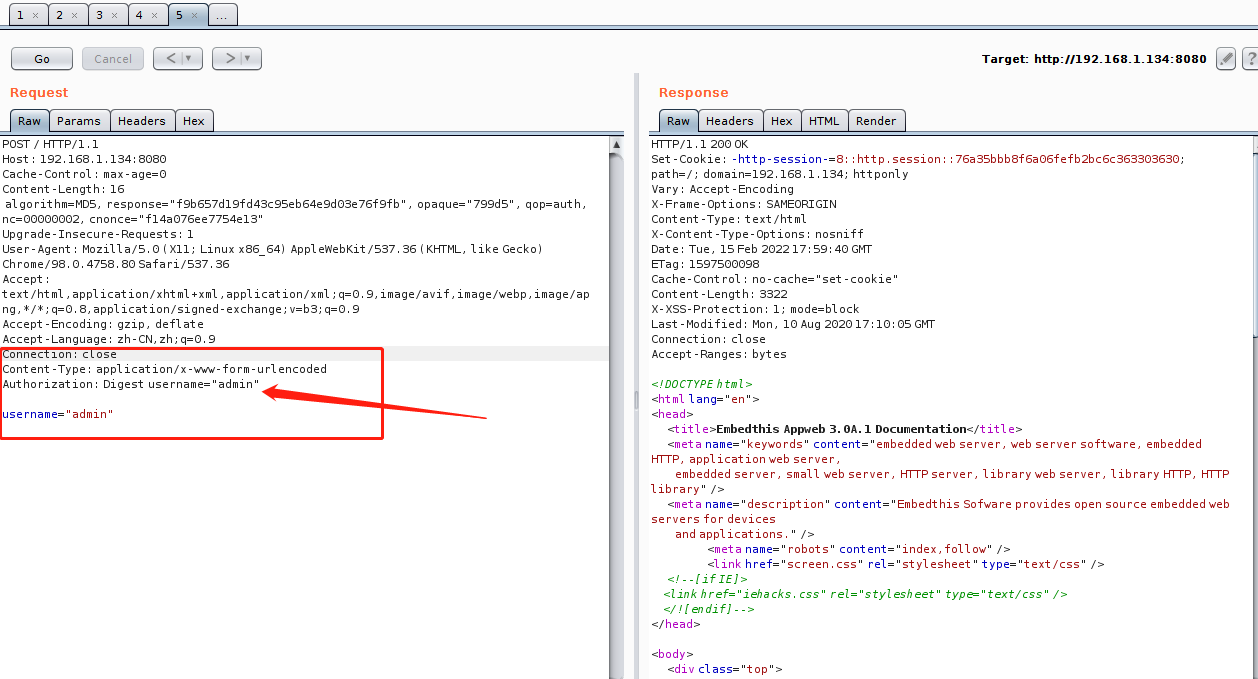 1 × 2 × 3 × 4 × 5 × ...
Go Cancel < ▼ > ▼ Target: http://192.168.1.134:8080 ?
Request
Raw Params Headers Hex
POST / HTTP/1.1
Host: 192.168.1.134:8080
Cache-Control: max-age=0
Content-Length: 16
algorithm=MD5, response="f9b657d19fd43c95eb64e9d03e76f9fb", opaque="799d5", qop=auth,
nc=00000002, cnonce="f14a076ee7754e13"
Upgrade-Insecure-Requests: 1
User-Agent: Mozilla/5.0 (X11; Linux x86_64) AppleWebKit/537.36 (KHTML, like Gecko)
Chrome/98.0.4758.80 Safari/537.36
Accept:
text/html,application/xhtml+xml,application/xml;q=0.9,image/avif,image/webp,image/ap
ng,*/*;q=0.8,application/signed-exchange;v=b3;q=0.9
Accept-Encoding: gzip, deflate
Accept-Language: zh-CN,zh;q=0.9
Connection: close
Content-Type: application/x-www-form-urlencoded
Authorization: Digest username="admin"
username="admin"
Response
Raw Headers Hex HTML Render
HTTP/1.1 200 OK
Set-Cookie: -http-session-=8::http.session::76a35bbb8f6a06fefb2bc6c363303630;
path=/; domain=192.168.1.134; httponly
Vary: Accept-Encoding
X-Frame-Options: SAMEORIGIN
Content-Type: text/html
X-Content-Type-Options: nosniff
Date: Tue, 15 Feb 2022 17:59:40 GMT
ETag: 1597500098
Cache-Control: no-cache="set-cookie"
Content-Length: 3322
X-XSS-Protection: 1; mode=block
Last-Modified: Mon, 10 Aug 2020 17:10:05 GMT
Connection: close
Accept-Ranges: bytes
<!DOCTYPE html>
<html lang="en">
<head>
<title>Embedthis Appweb 3.0A.1 Documentation</title>
<meta name="keywords" content="embedded web server, web server software, embedded
HTTP, application web server,
embedded server, small web server, HTTP server, library web server, library HTTP, HTTP
library" />
<meta name="description" content="Embedthis Sofware provides open source embedded web
servers for devices
and applications." />
<meta name="robots" content="index,follow" />
<link href="screen.css" rel="stylesheet" type="text/css" />
<!--[if IE]>
<link href="iehacks.css" rel="stylesheet" type="text/css" />
</![endif]-->
</head>
<body>
<div class="top">